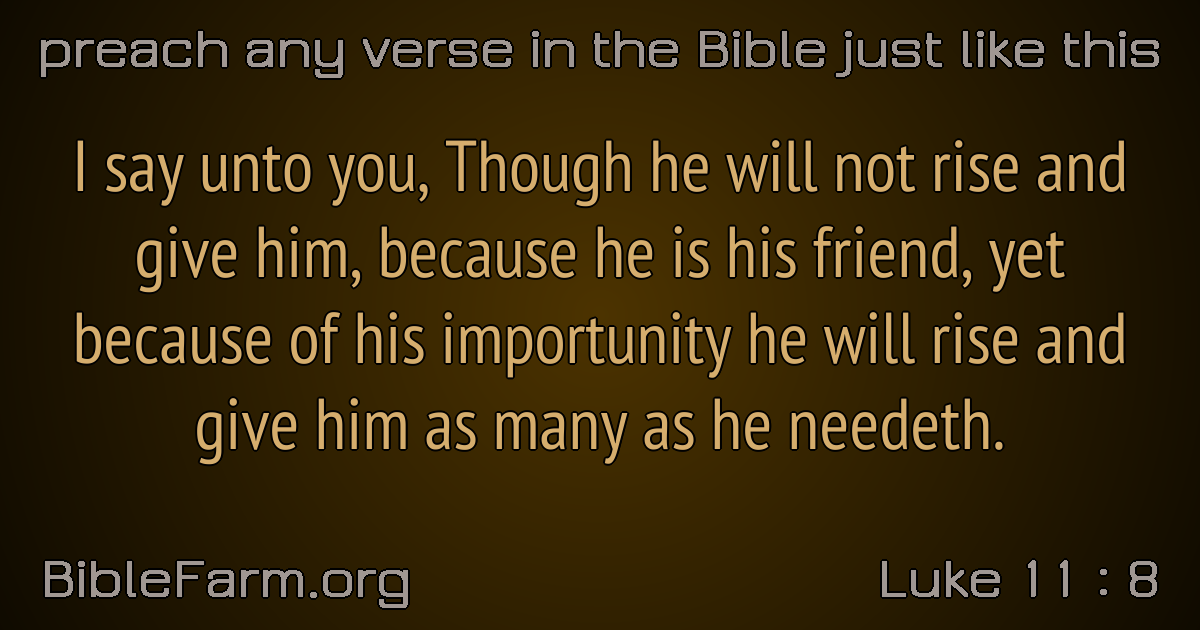 preach any verse in the Bible just like this
I say unto you, Though he will not rise and
give him, because he is his friend, yet
because of his importunity he will rise and
give him as many as he needeth.
BibleFarm.org
Luke 11 : 8